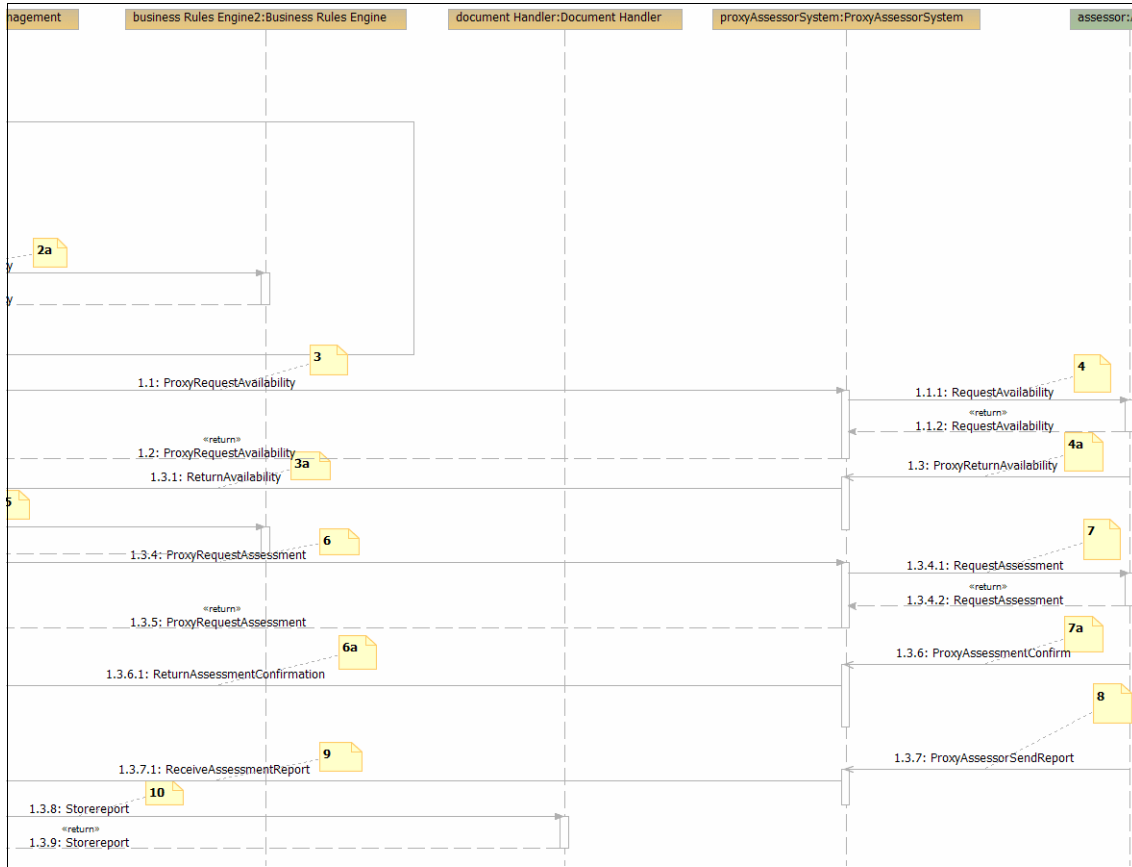 nagement
business Rules Engine2:Business Rules Engine
document Handler:Document Handler
proxyAssessorSystem:ProxyAssessorSystem
assessor:
2a
y
y
3
1.1: ProxyRequestAvailability
4
1.1.1: RequestAvailability
«return»
1.1.2: RequestAvailability
«return»
1.2: ProxyRequestAvailability
4a
3a
1.3: ProxyReturnAvailability
1.3.1: ReturnAvailability
5
6
1.3.4: ProxyRequestAssessment
7
1.3.4.1: RequestAssessment
«return»
1.3.4.2: RequestAssessment
«return»
1.3.5: ProxyRequestAssessment
7a
6a
1.3.6: ProxyAssessmentConfirm
1.3.6.1: ReturnAssessmentConfirmation
8
9
1.3.7: ProxyAssessorSendReport
1.3.7.1: ReceiveAssessmentReport
10
1.3.8: Storereport
«return»
1.3.9: Storereport